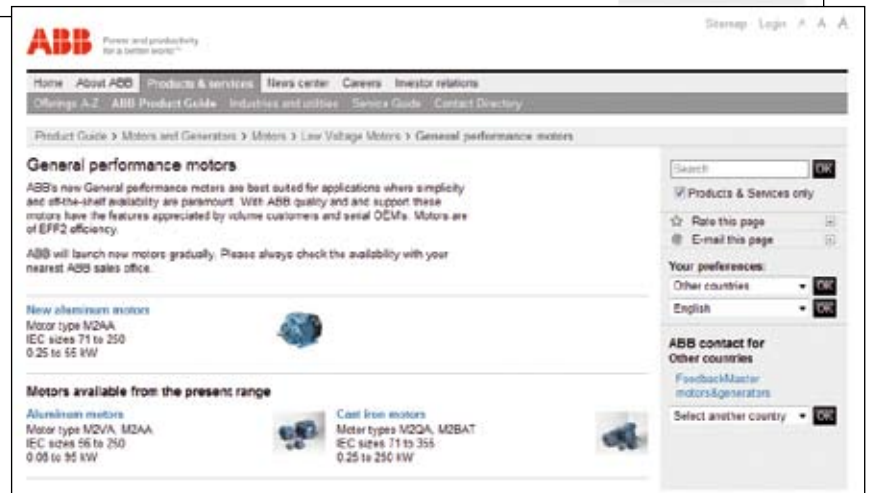 Sitemap Login A A A
ABB Power and productivity
for a better world™
Home About ABB Products & services News center Careers Investor relations
Offerings A-Z ABB Product Guide Industries and utilities Service Guide Contact Directory
Product Guide > Motors and Generators > Motors > Low Voltage Motors > General performance motors
General performance motors
ABB's new General performance motors are best suited for applications where simplicity
and off-the-shelf availability are paramount. With ABB quality and and support these
motors have the features appreciated by volume customers and serial OEMs. Motors are
of EFF2 efficiency.
ABB will launch new motors gradually. Please always check the availability with your
nearest ABB sales office.
New aluminum motors
Motor type M2AA
IEC sizes 71 to 250
0.25 to 55 kW
Motors available from the present range
Aluminum motors
Motor type M2VA, M2AA
IEC sizes 56 to 250
0.06 to 95 kW
Cast iron motors
Motor types M2QA, M2BAT
IEC sizes 71 to 355
0.25 to 250 kW
Search OK
Products & Services only
Rate this page
E-mail this page
Your preferences:
Other countries OK
English OK
ABB contact for
Other countries
FeedbackMaster
motors&generators
Select another country OK